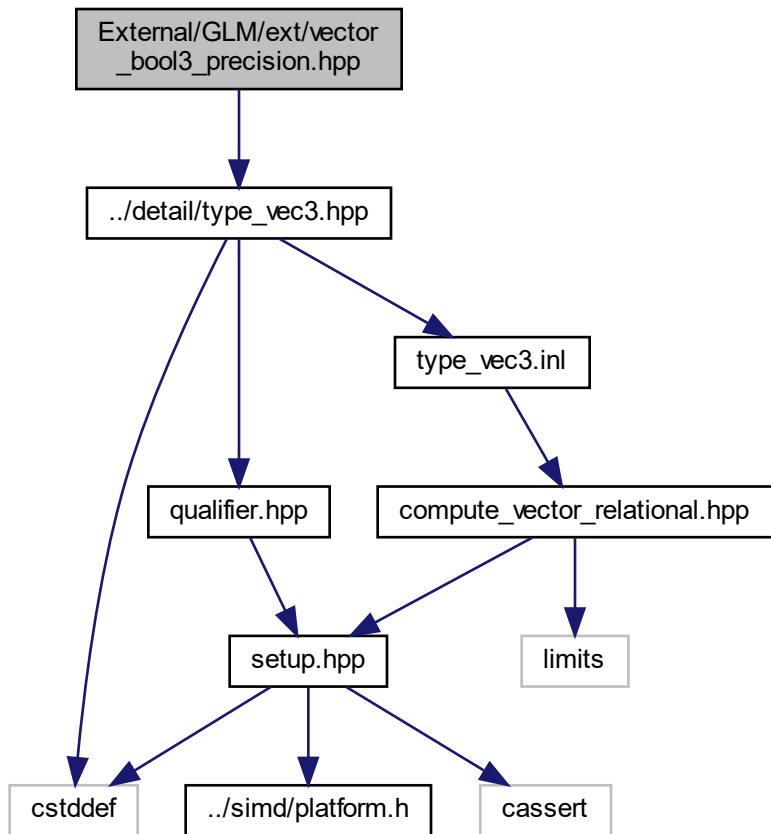 External/GLM/ext/vector
_bool3_precision.hpp
../detail/type_vec3.hpp
type_vec3.inl
qualifier.hpp
compute_vector_relational.hpp
setup.hpp
limits
cstddef
../simd/platform.h
cassert